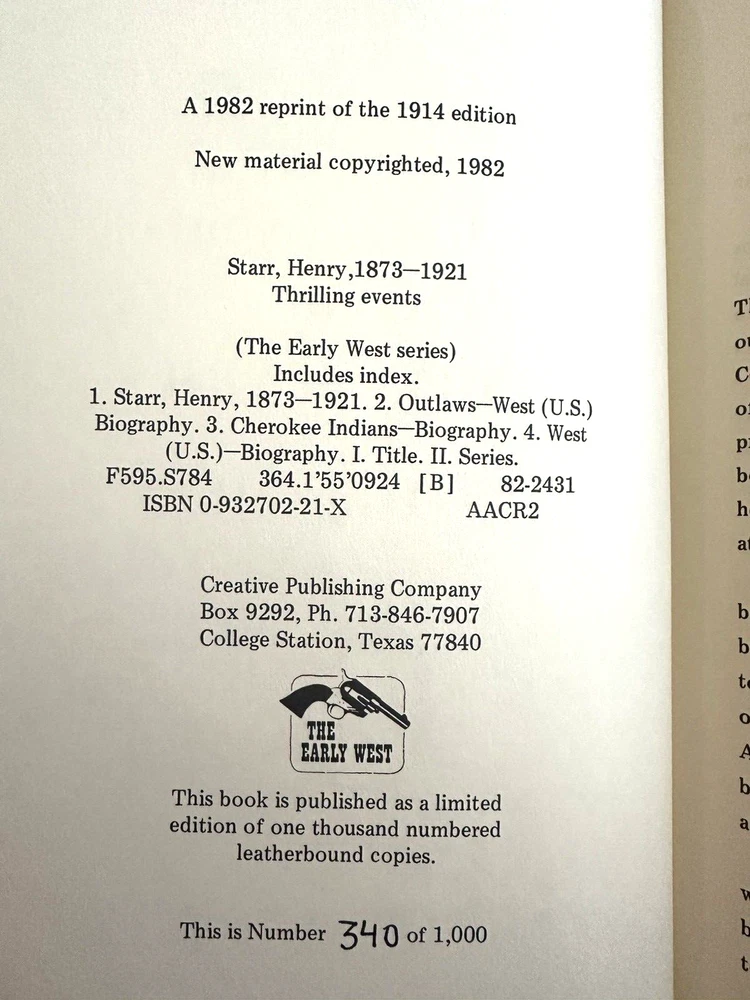 A 1982 reprint of the 1914 edition
New material copyrighted, 1982
Starr, Henry,1873—1921
Thrilling events
(The Early West series)
Includes index.
1. Starr, Henry, 1873—1921. 2. Outlaws—West (U.S.)
Biography. 3. Cherokee Indians—Biography. 4. West
(U.S.)—Biography. I. Title. II. Series.
F595.S784 364.1'55'0924 [B] 82-2431
ISBN 0-932702-21-X AACR2
Creative Publishing Company
Box 9292, Ph. 713-846-7907
College Station, Texas 77840
THE
EARLY WEST
This book is published as a limited
edition of one thousand numbered
leatherbound copies.
This is Number 340 of 1,000